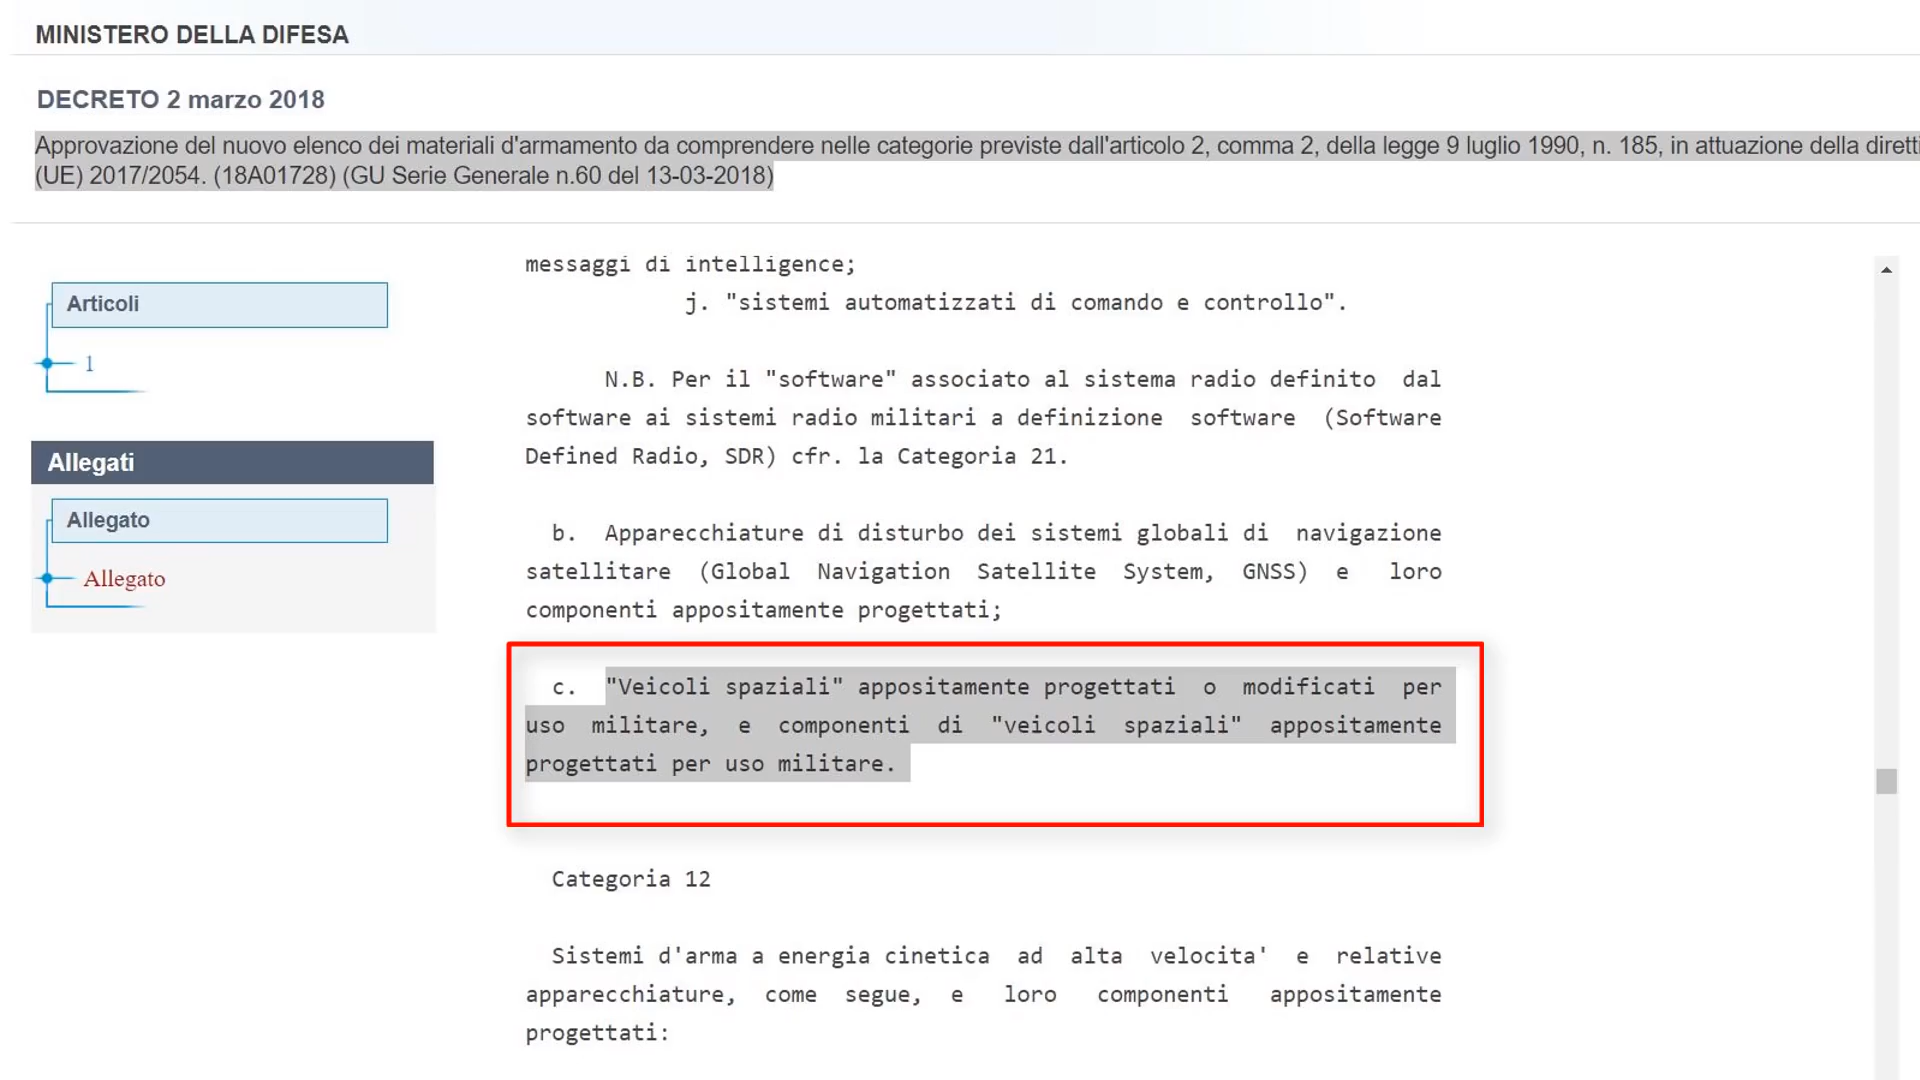 MINISTERO DELLA DIFESA
DECRETO 2 marzo 2018
Approvazione del nuovo elenco dei materiali d'armamento da comprendere nelle categorie previste dall'articolo 2, comma 2, della legge 9 luglio 1990, n. 185, in attuazione della diretti
(UE) 2017/2054. (18A01728) (GU Serie Generale n.60 del 13-03-2018)
Articoli
1
Allegati
Allegato
Allegato
messaggi di intelligence;
j. "sistemi automatizzati di comando e controllo".
N.B. Per il "software" associato al sistema radio definito dal
software ai sistemi radio militari a definizione software (Software
Defined Radio, SDR) cfr. la Categoria 21.
b. Apparecchiature di disturbo dei sistemi globali di navigazione
satellitare (Global Navigation Satellite System, GNSS) e loro
componenti appositamente progettati;
c. "Veicoli spaziali" appositamente progettati o modificati per
uso militare, e componenti di "veicoli spaziali" appositamente
progettati per uso militare.
Categoria 12
Sistemi d'arma a energia cinetica ad alta velocita' e relative
apparecchiature, come segue, e loro componenti appositamente
progettati: